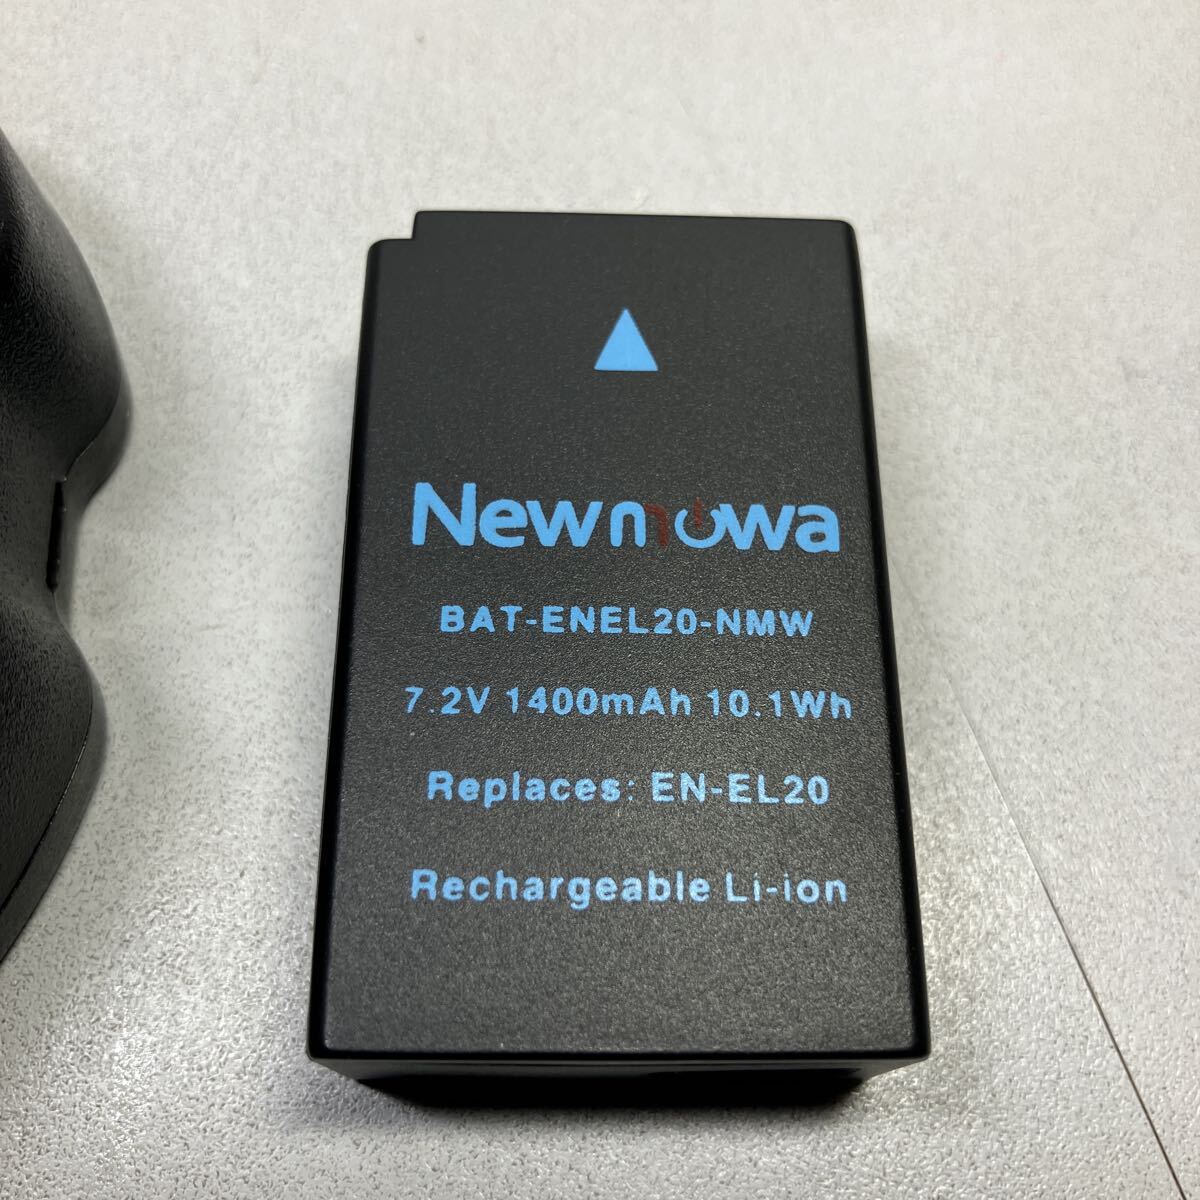 Newmowa
BAT-ENEL20-NMW
7.2V 1400mAh 10.1Wh
Replaces: EN-EL20
Rechargeable Li-ion